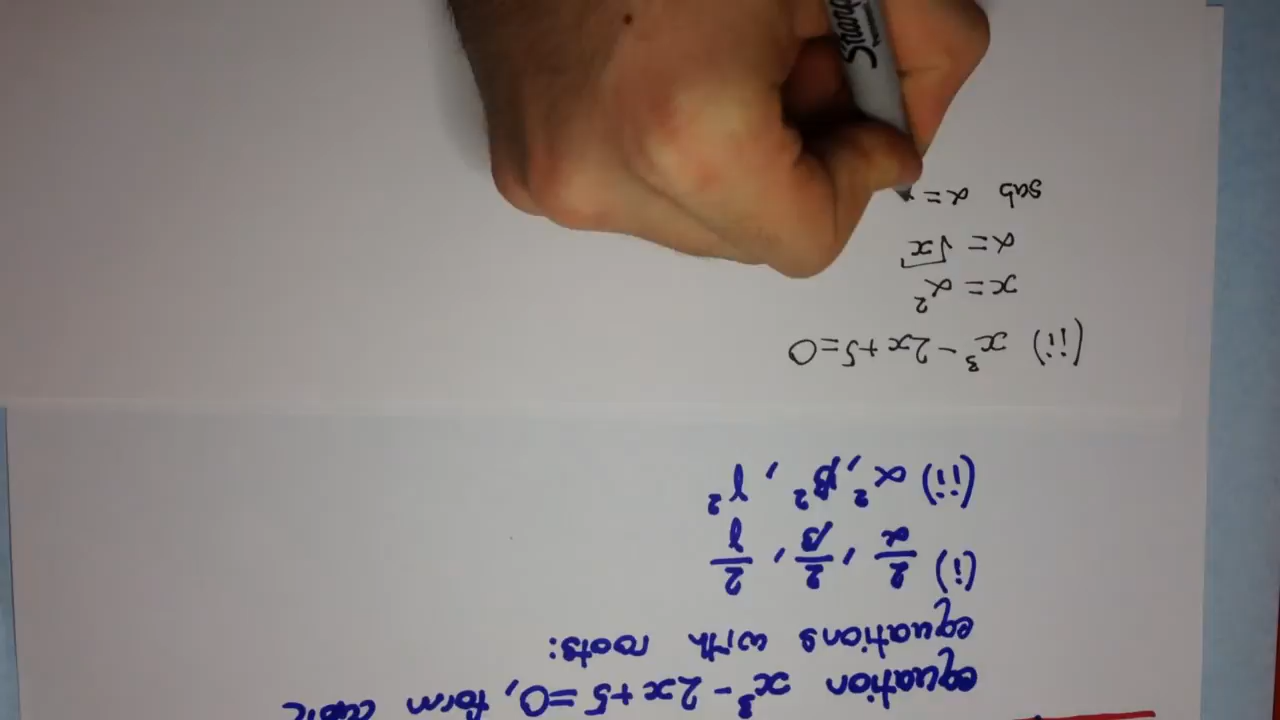 equation x³ - 2x + 5 = 0, form cubic
equations with roots:
(i) 2/α, 2/β, 2/γ
(ii) α², β², γ²
(ii) x³ - 2x + 5 = 0
x = α²
α = √x
sub α =